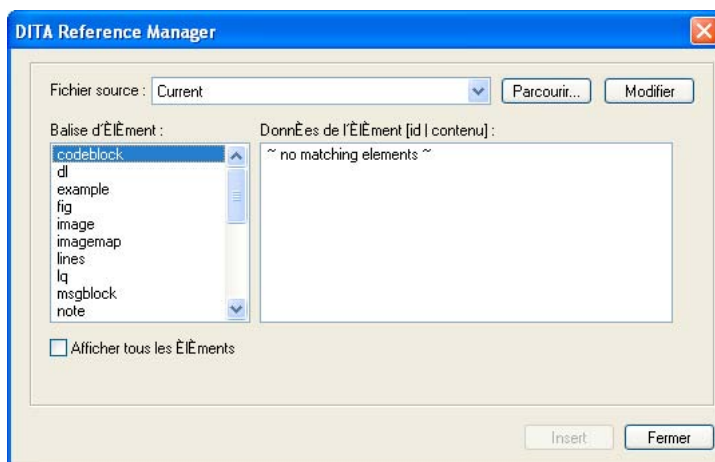 DITA Reference Manager
Fichier source : Current Parcourir... Modifier
Balise d'ÈlÈment : DonnÈes de l'ÈlÈment [id | contenu] :
codeblock ~ no matching elements ~
dl
example
fig
image
imagemap
lines
lq
msgblock
note
Afficher tous les ÈlÈments
Insert Fermer